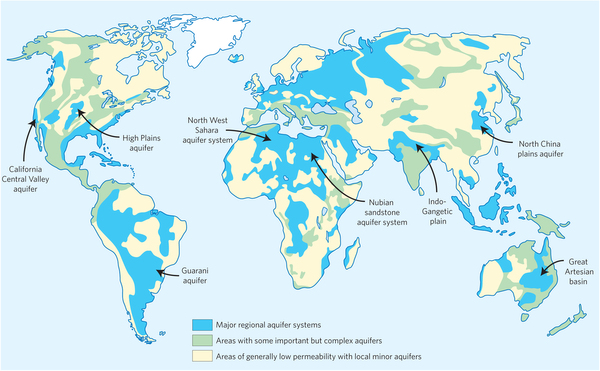 North West
Sahara
aquifer system
High Plains
aquifer
California
Central Valley
aquifer
North China
plains aquifer
Nubian
sandstone
aquifer system
Indo-
Gangetic
plain
Guarani
aquifer
Great
Artesian
basin
Major regional aquifer systems
Areas with some important but complex aquifers
Areas of generally low permeability with local minor aquifers